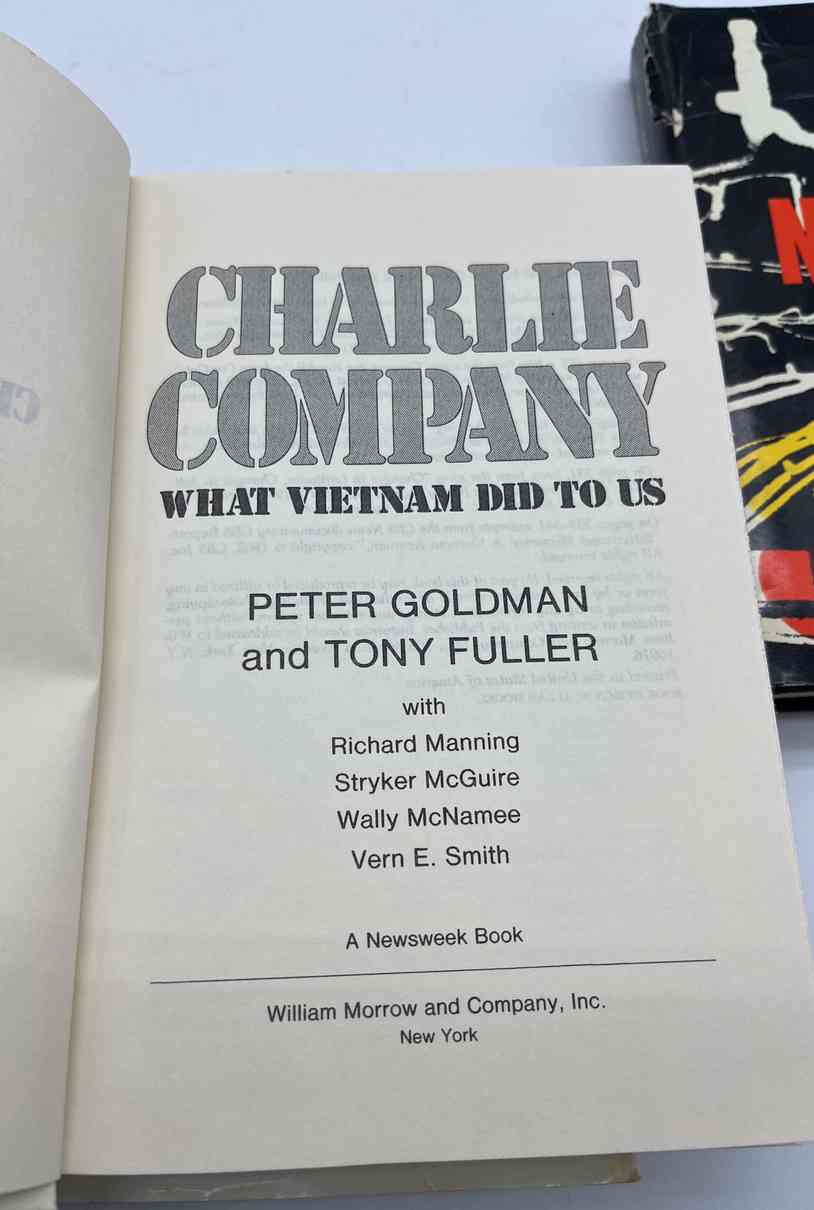 CHARLIE
COMPANY
WHAT VIETNAM DID TO US
PETER GOLDMAN
and TONY FULLER
with
Richard Manning
Stryker McGuire
Wally McNamee
Vern E. Smith
A Newsweek Book
William Morrow and Company, Inc.
New York